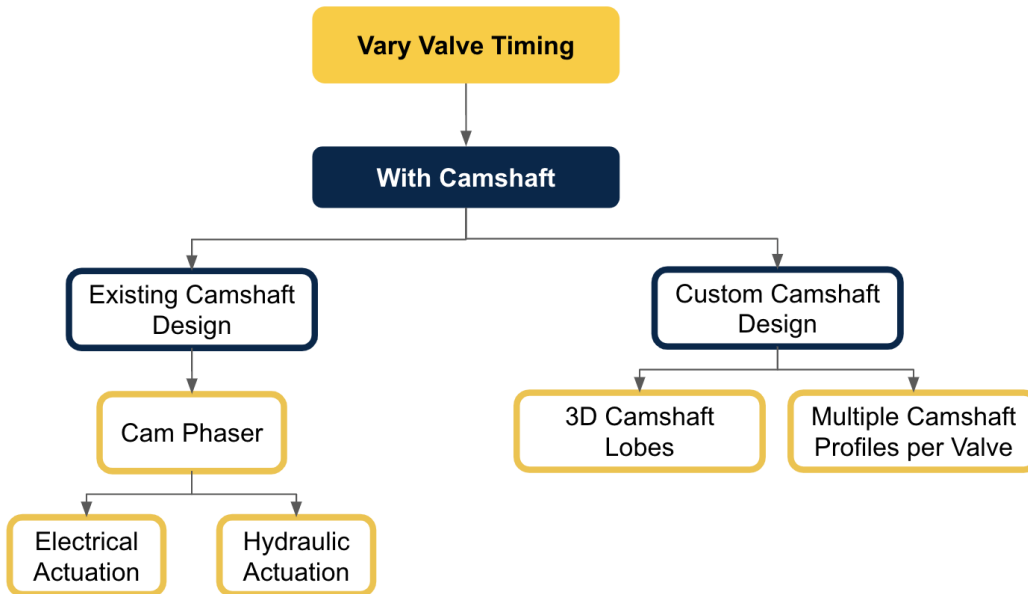 Vary Valve Timing
With Camshaft
Existing Camshaft
Design
Custom Camshaft
Design
Cam Phaser
3D Camshaft
Lobes
Multiple Camshaft
Profiles per Valve
Electrical
Actuation
Hydraulic
Actuation